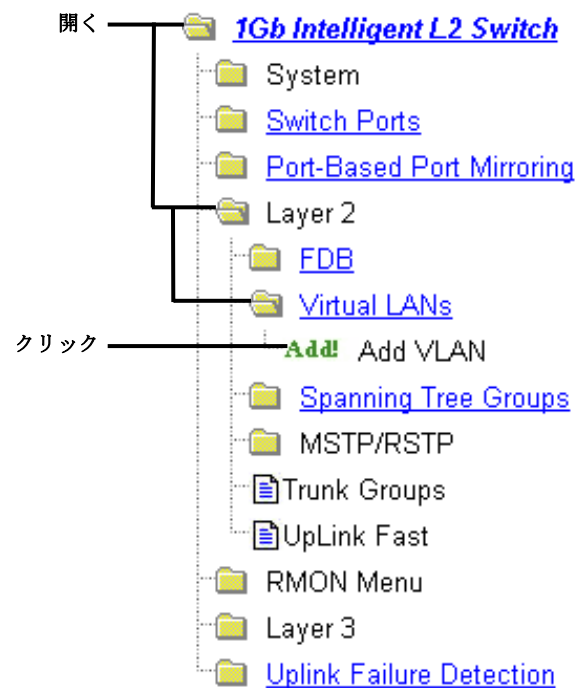 開く
1Gb Intelligent L2 Switch
System
Switch Ports
Port-Based Port Mirroring
Layer 2
FDB
Virtual LANs
クリック
Add! Add VLAN
Spanning Tree Groups
MSTP/RSTP
Trunk Groups
UpLink Fast
RMON Menu
Layer 3
Uplink Failure Detection